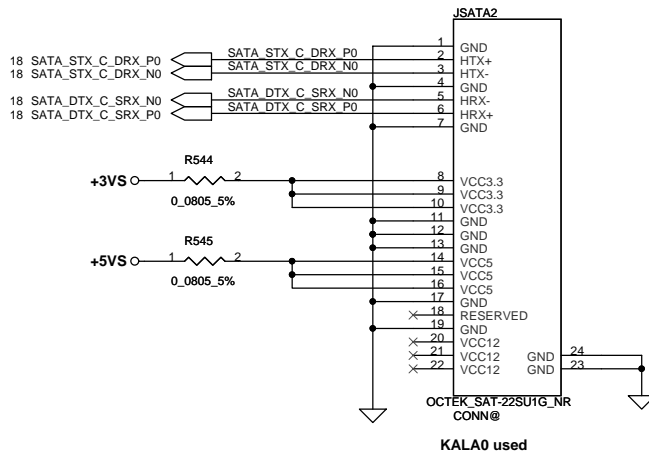 JSATA2
1 GND
18 SATA_STX_C_DRX_P0 SATA_STX_C_DRX_P0 2 HTX+
18 SATA_STX_C_DRX_N0 SATA_STX_C_DRX_N0 3 HTX-
4 GND
18 SATA_DTX_C_SRX_N0 SATA_DTX_C_SRX_N0 5 HRX-
18 SATA_DTX_C_SRX_P0 SATA_DTX_C_SRX_P0 6 HRX+
7 GND
R544
+3VS 1 2 8 VCC3.3
9 VCC3.3
0_0805_5% 10 VCC3.3
11 GND
12 GND
R545 13 GND
+5VS 1 2 14 VCC5
15 VCC5
0_0805_5% 16 VCC5
17 GND
18 RESERVED
19 GND
20 VCC12
21 VCC12 GND 24
22 VCC12 GND 23
OCTEK_SAT-22SU1G_NR
CONN@
KALA0 used